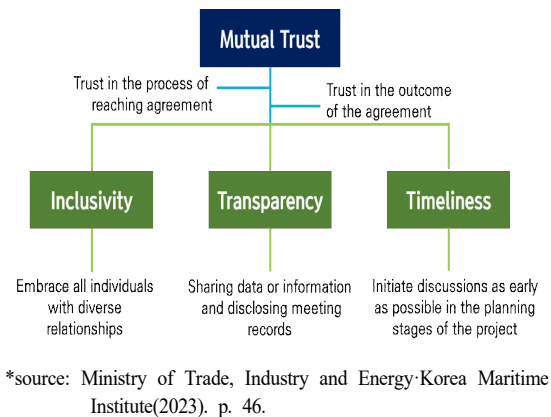 Mutual Trust
Trust in the process of
reaching agreement
Trust in the outcome
of the agreement
Inclusivity
Transparency
Timeliness
Embrace all individuals
with diverse
relationships
Sharing data or information
and disclosing meeting
records
Initiate discussions as early
as possible in the planning
stages of the project
*source: Ministry of Trade, Industry and Energy·Korea Maritime
Institute(2023). p. 46.